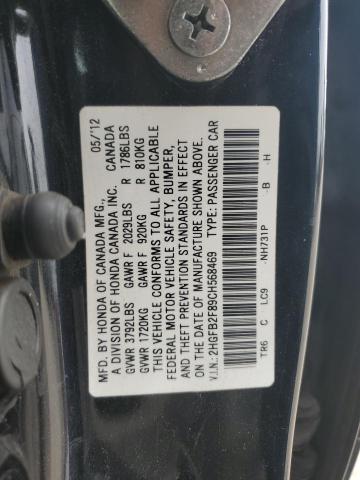 MFD. BY HONDA OF CANADA MFG., 05/'12
A DIVISION OF HONDA CANADA INC. CANADA
GVWR 3792LBS GAWR F 2029LBS R 1786LBS
GVWR 1720KG GAWR F 920KG R 810KG
THIS VEHICLE CONFORMS TO ALL APPLICABLE
FEDERAL MOTOR VEHICLE SAFETY, BUMPER,
AND THEFT PREVENTION STANDARDS IN EFFECT
ON THE DATE OF MANUFACTURE SHOWN ABOVE.
V.I.N.: 2HGFB2F89CH568469 TYPE: PASSENGER CAR
TR6 C LC9 -NH731P -B -H